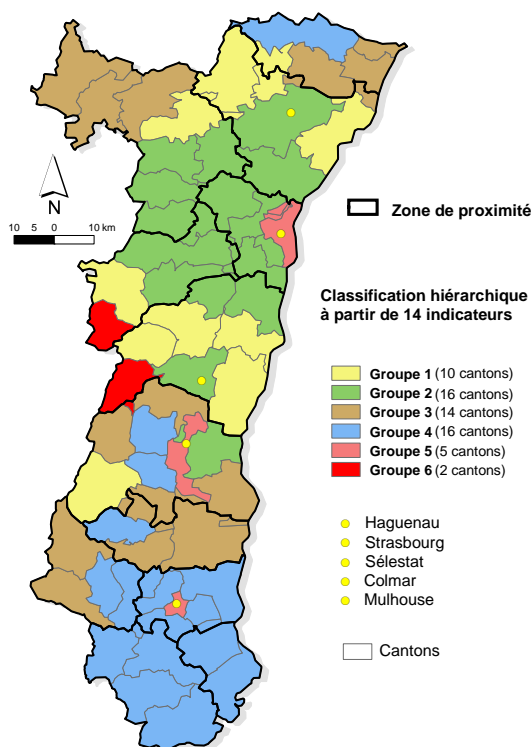 N
10 5 0 10 km
Zone de proximité
Classification hiérarchique
à partir de 14 indicateurs
Groupe 1 (10 cantons)
Groupe 2 (16 cantons)
Groupe 3 (14 cantons)
Groupe 4 (16 cantons)
Groupe 5 (5 cantons)
Groupe 6 (2 cantons)
Haguenau
Strasbourg
Sélestat
Colmar
Mulhouse
Cantons